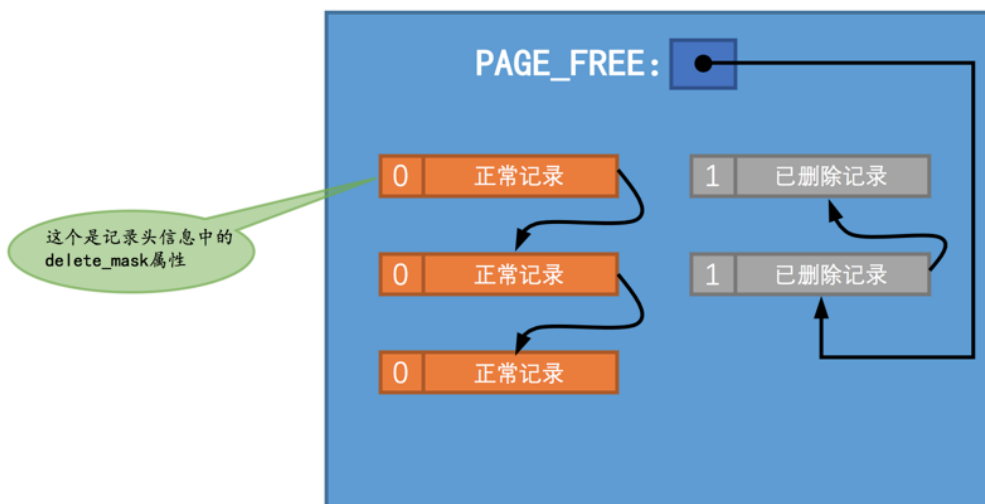 PAGE_FREE:
0 正常记录
1 已删除记录
这个是记录头信息中的
delete_mask属性
0 正常记录
1 已删除记录
0 正常记录